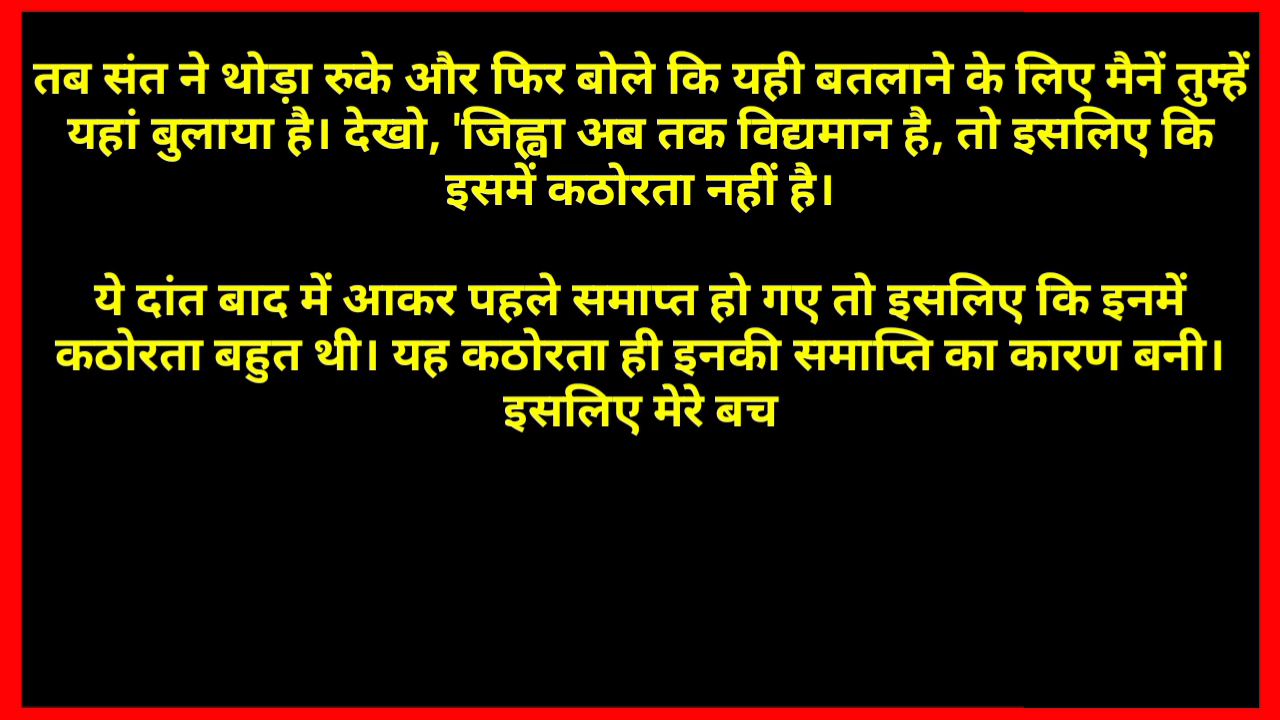 तब संत ने थोड़ा रुके और फिर बोले कि यही बतलाने के लिए मैनें तुम्हें
यहां बुलाया है। देखो, 'जिह्वा अब तक विद्यमान है, तो इसलिए कि
इसमें कठोरता नहीं है।
ये दांत बाद में आकर पहले समाप्त हो गए तो इसलिए कि इनमें
कठोरता बहुत थी। यह कठोरता ही इनकी समाप्ति का कारण बनी।
इसलिए मेरे बच